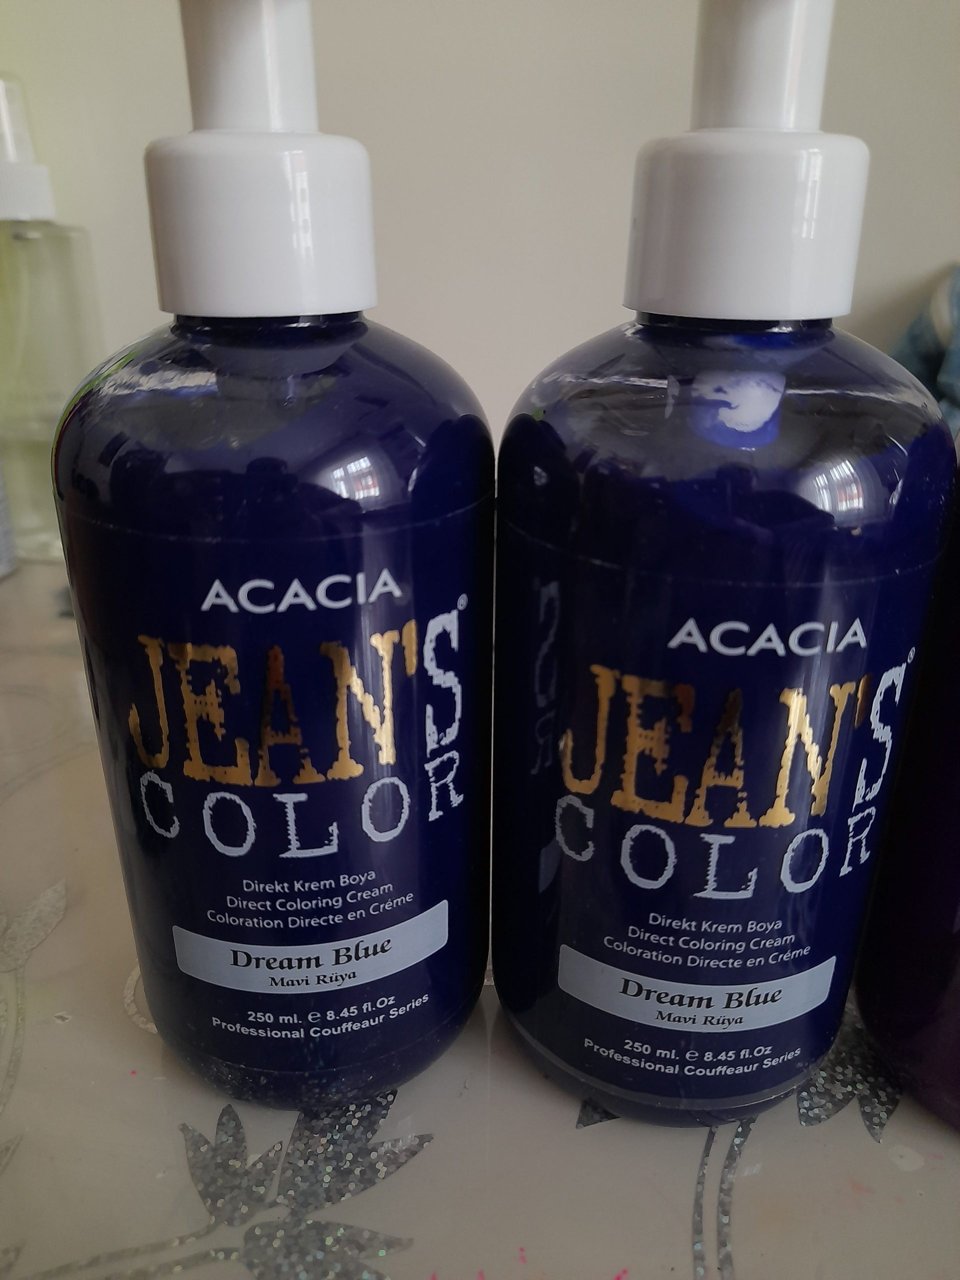 ACACIA
JEAN'S®
COLOR
Direkt Krem Boya
Direct Coloring Cream
Coloration Directe en Créme
Dream Blue
Mavi Rüya
250 ml. ℮ 8.45 fl.Oz
Professional Couffeaur Series
ACACIA
JEAN'S®
COLOR
Direkt Krem Boya
Direct Coloring Cream
Coloration Directe en Créme
Dream Blue
Mavi Rüya
250 ml. ℮ 8.45 fl.Oz
Professional Couffeaur Series